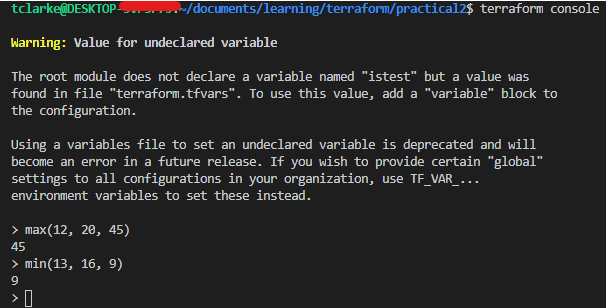 tclarke@DESKTOP-:~/documents/learning/terraform/practical2$ terraform console
Warning: Value for undeclared variable
The root module does not declare a variable named "istest" but a value was
found in file "terraform.tfvars". To use this value, add a "variable" block to
the configuration.
Using a variables file to set an undeclared variable is deprecated and will
become an error in a future release. If you wish to provide certain "global"
settings to all configurations in your organization, use TF_VAR_...
environment variables to set these instead.
> max(12, 20, 45)
45
> min(13, 16, 9)
9
>